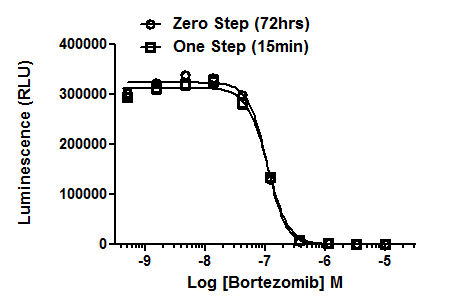 Zero Step (72hrs)
One Step (15min)
Luminescence (RLU)
400000
300000
200000
100000
0
-9 -8 -7 -6 -5
Log [Bortezomib] M